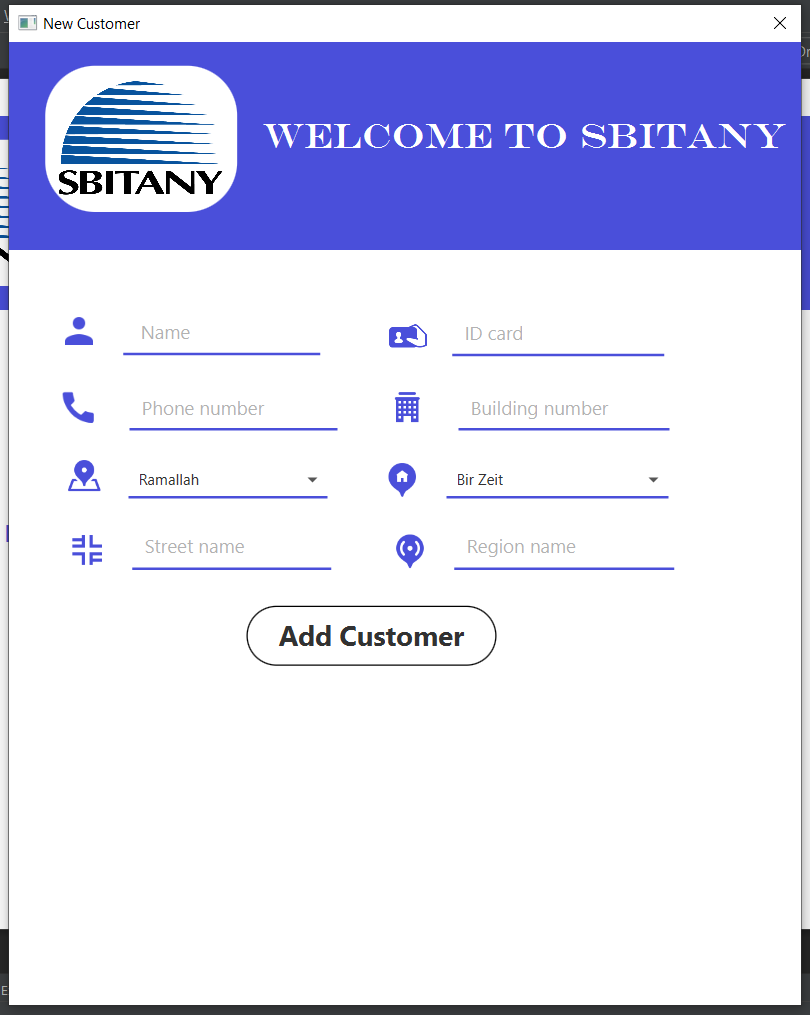 New Customer
SBITANY
WELCOME TO SBITANY
Name
ID card
Phone number
Building number
Ramallah
Bir Zeit
Street name
Region name
Add Customer